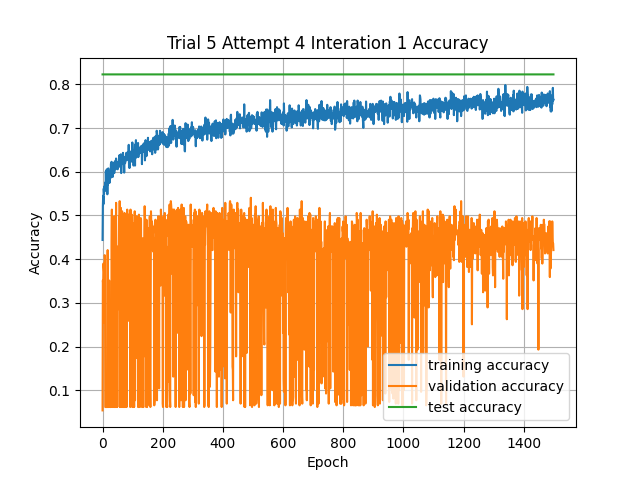 Trial 5 Attempt 4 Interation 1 Accuracy
0.8
0.7
0.6
0.5
0.4
0.3
0.2
0.1
Accuracy
training accuracy
validation accuracy
test accuracy
0 200 400 600 800 1000 1200 1400
Epoch